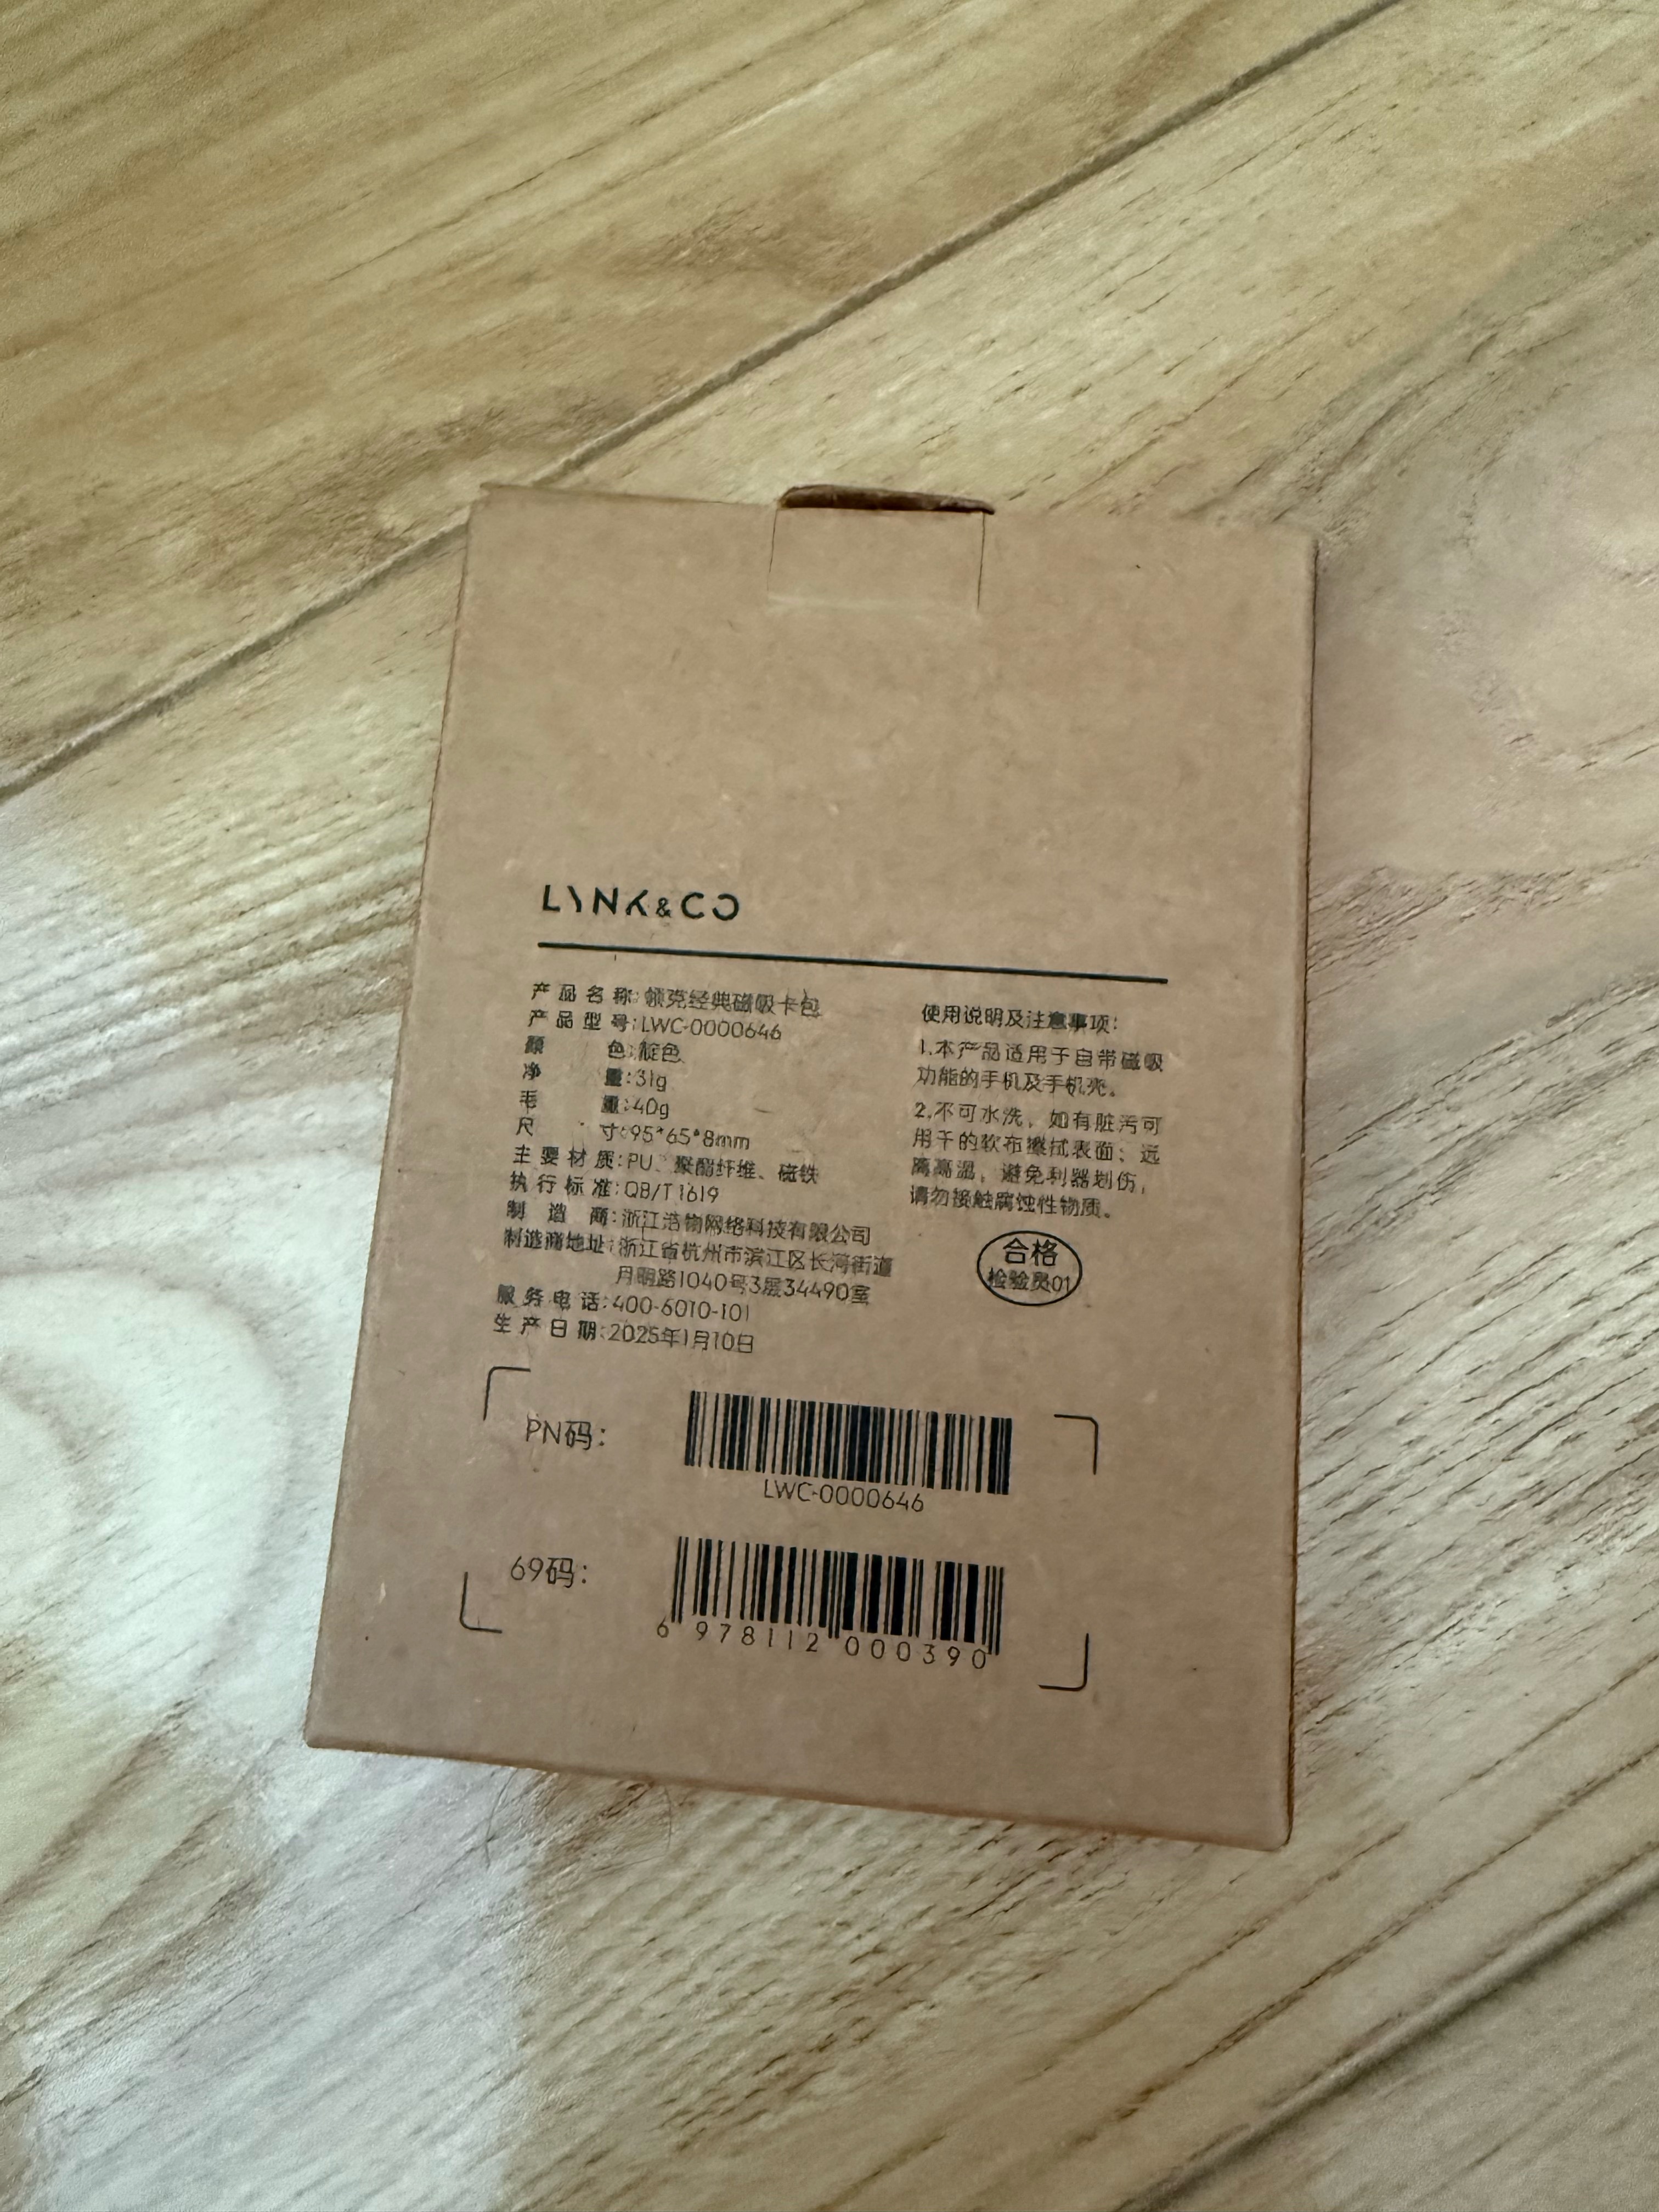 LYNK&CO
产品名称:领克经典磁吸卡包
产品型号:LWC-0000646
颜色:靛色
净重:31g
毛重:40g
尺寸:95*65*8mm
主要材质:PU、聚酯纤维、磁铁
执行标准:QB/T 1619
制造商:浙江浩物网络科技有限公司
制造商地址:浙江省杭州市滨江区长河街道
月明路1040号3层34490室
服务电话:400-6010-101
生产日期:2025年1月10日
使用说明及注意事项:
1.本产品适用于自带磁吸
功能的手机及手机壳。
2.不可水洗,如有脏污可
用干的软布擦拭表面;远
离高温,避免利器划伤,
请勿接触腐蚀性物质。
合格
检验员01
PN码:
LWC-0000646
69码:
6 978112 000390